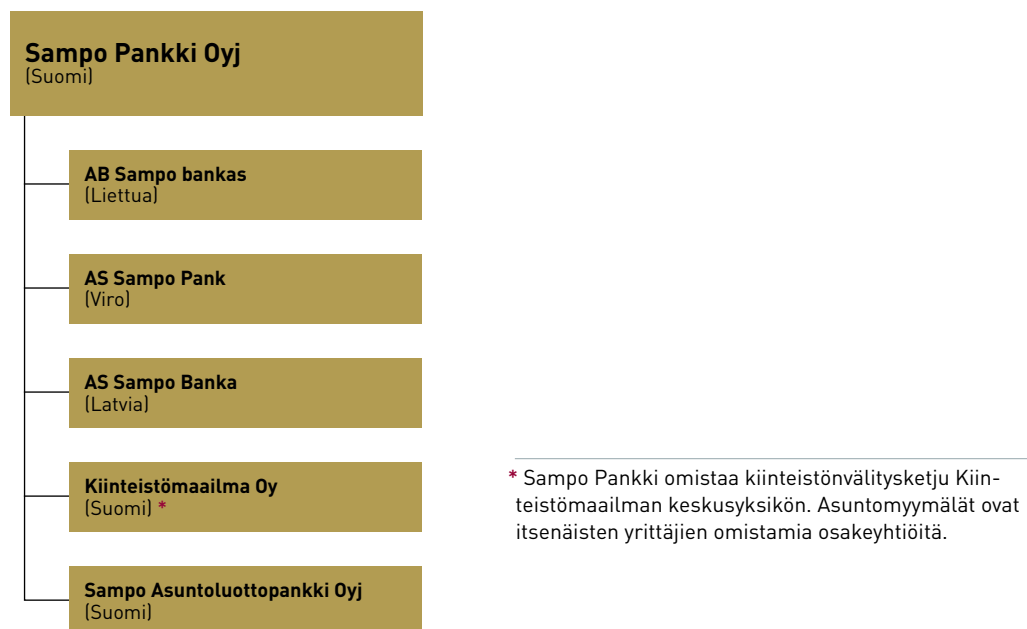 Sampo Pankki Oyj
(Suomi)
AB Sampo bankas
(Liettua)
AS Sampo Pank
(Viro)
AS Sampo Banka
(Latvia)
Kiinteistömaailma Oy
(Suomi) *
Sampo Asuntoluottopankki Oyj
(Suomi)
* Sampo Pankki omistaa kiinteistönvälitysketju Kiin-
teistömaailman keskusyksikön. Asuntomyymälät ovat
itsenäisten yrittäjien omistamia osakeyhtiöitä.